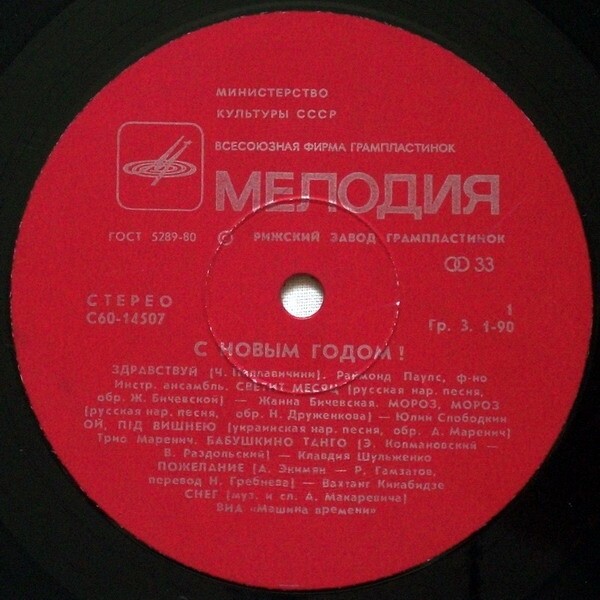 МИНИСТЕРСТВО
КУЛЬТУРЫ СССР
ВСЕСОЮЗНАЯ ФИРМА ГРАМПЛАСТИНОК
МЕЛОДИЯ
ГОСТ 5289-80 РИЖСКИЙ ЗАВОД ГРАМПЛАСТИНОК
33
СТЕРЕО
С60-14507
1
Гр. 3. 1-90
С НОВЫМ ГОДОМ!
ЗДРАВСТВУЙ [Ч. Падлавичини]. Раймонд Паулс, ф-но
Инстр. ансамбль. СВЕТИТ МЕСЯЦ (русская нар. песня,
обр. Ж. Бичевской) — Жанна Бичевская. МОРОЗ, МОРОЗ
(русская нар. песня, обр. Н. Друженкова) — Юлий Слободкин
ОЙ, ПІД ВИШНЕЮ (украинская нар. песня, обр. А. Маренич)
Трио Маренич. БАБУШКИНО ТАНГО [Э. Колмановский —
В. Раздольский] — Клавдия Шульженко
ПОЖЕЛАНИЕ [А. Экимян — Р. Гамзатов,
перевод Н. Гребнева] — Вахтанг Кикабидзе
СНЕГ [муз. и сл. А. Макаревича]
ВИА «Машина времени»